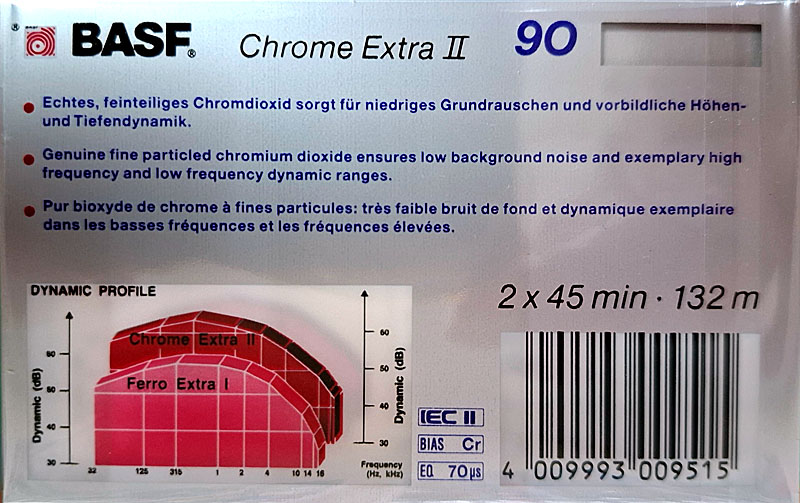 BASF® Chrome Extra II 90
Echtes, feinteiliges Chromdioxid sorgt für niedriges Grundrauschen und vorbildliche Höhen-
und Tiefendynamik.
Genuine fine particled chromium dioxide ensures low background noise and exemplary high
frequency and low frequency dynamic ranges.
Pur bioxyde de chrome à fines particules: très faible bruit de fond et dynamique exemplaire
dans les basses fréquences et les fréquences élevées.
DYNAMIC PROFILE
Chrome Extra II
Ferro Extra I
Dynamic (dB)
60
50
40
30
32 125 315 1 2 4 10 14 16
Frequency
(Hz, kHz)
60
50
40
30
Dynamic (dB)
2 x 45 min · 132 m
IEC II
BIAS Cr
EQ 70µs
4 009993 009515